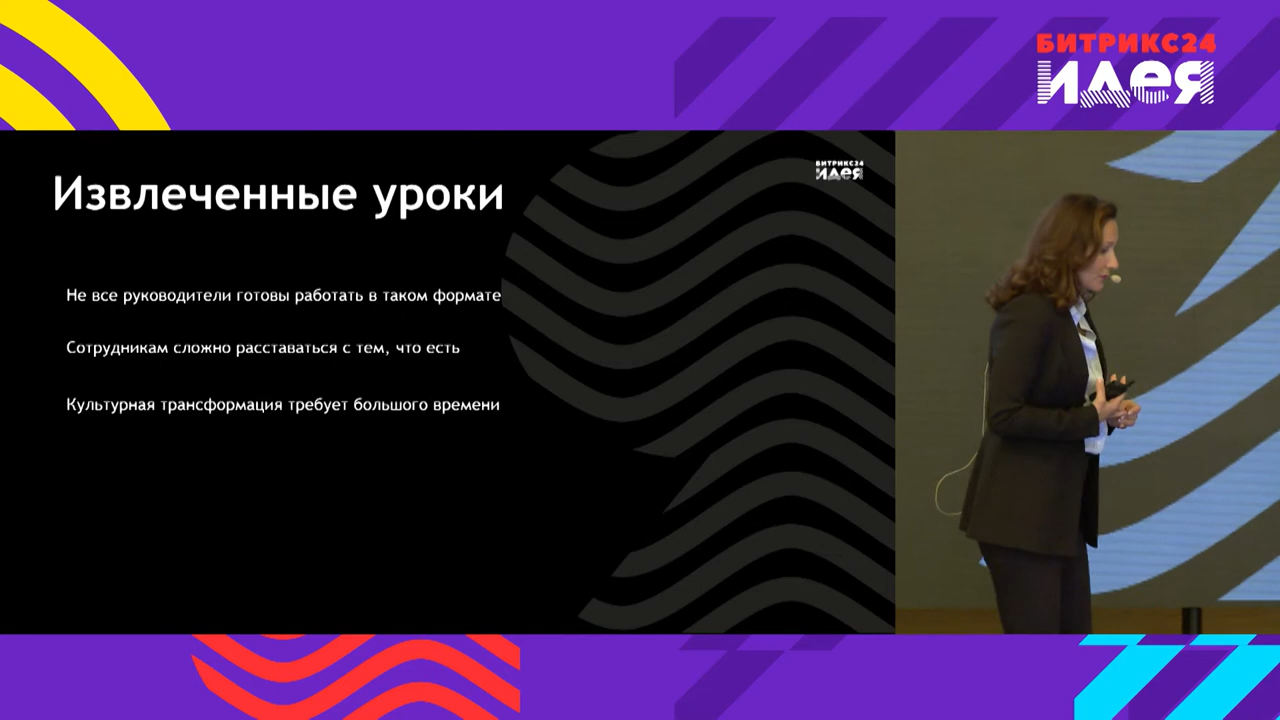 БИТРИКС24
идея
Извлеченные уроки
БИТРИКС24
идея
Не все руководители готовы работать в таком формате
Сотрудникам сложно расставаться с тем, что есть
Культурная трансформация требует большого времени